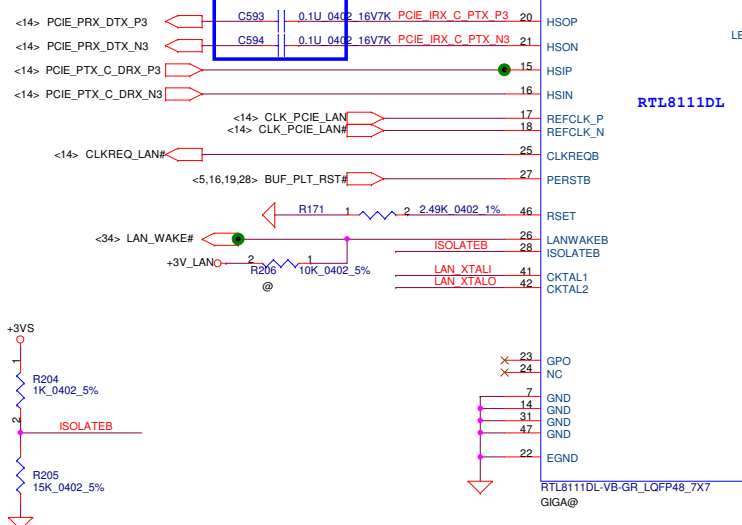 <14> PCIE_PRX_DTX_P3 C593 0.1U_0402_16V7K PCIE_IRX_C_PTX_P3 20 HSOP
<14> PCIE_PRX_DTX_N3 C594 0.1U_0402_16V7K PCIE_IRX_C_PTX_N3 21 HSON
LE
<14> PCIE_PTX_C_DRX_P3 15 HSIP
<14> PCIE_PTX_C_DRX_N3 16 HSIN
RTL8111DL
<14> CLK_PCIE_LAN 17 REFCLK_P
<14> CLK_PCIE_LAN# 18 REFCLK_N
<14> CLKREQ_LAN# 25 CLKREQB
<5,16,19,28> BUF_PLT_RST# 27 PERSTB
R171 1 2 2.49K_0402_1% 46 RSET
<34> LAN_WAKE# 26 LANWAKEB
ISOLATEB 28 ISOLATEB
+3V_LAN 2 R206 1 10K_0402_5%
@
LAN_XTALI 41 CKTAL1
LAN_XTALO 42 CKTAL2
+3VS
1
R204
1K_0402_5%
2
ISOLATEB
R205
15K_0402_5%
23 GPO
24 NC
7 GND
14 GND
31 GND
47 GND
22 EGND
RTL8111DL-VB-GR_LQFP48_7X7
GIGA@